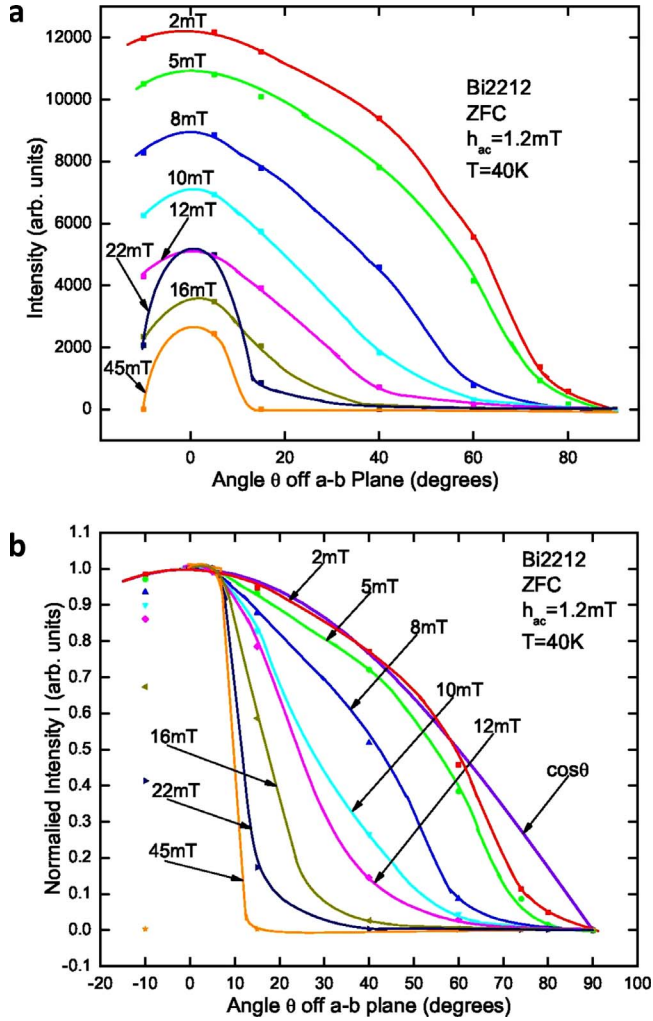 a
12000
10000
8000
6000
4000
2000
0
Intensity (arb. units)
2mT
5mT
8mT
10mT
12mT
22mT
16mT
45mT
Bi2212
ZFC
h_ac=1.2mT
T=40K
0
20
40
60
80
Angle θ off a-b Plane (degrees)
b
1.1
1.0
0.9
0.8
0.7
0.6
0.5
0.4
0.3
0.2
0.1
0.0
-0.1
Normalied Intensity I (arb. units)
2mT
5mT
8mT
10mT
12mT
16mT
22mT
45mT
cosθ
Bi2212
ZFC
h_ac=1.2mT
T=40K
-20
-10
0
10
20
30
40
50
60
70
80
90
100
Angle θ off a-b plane (degrees)